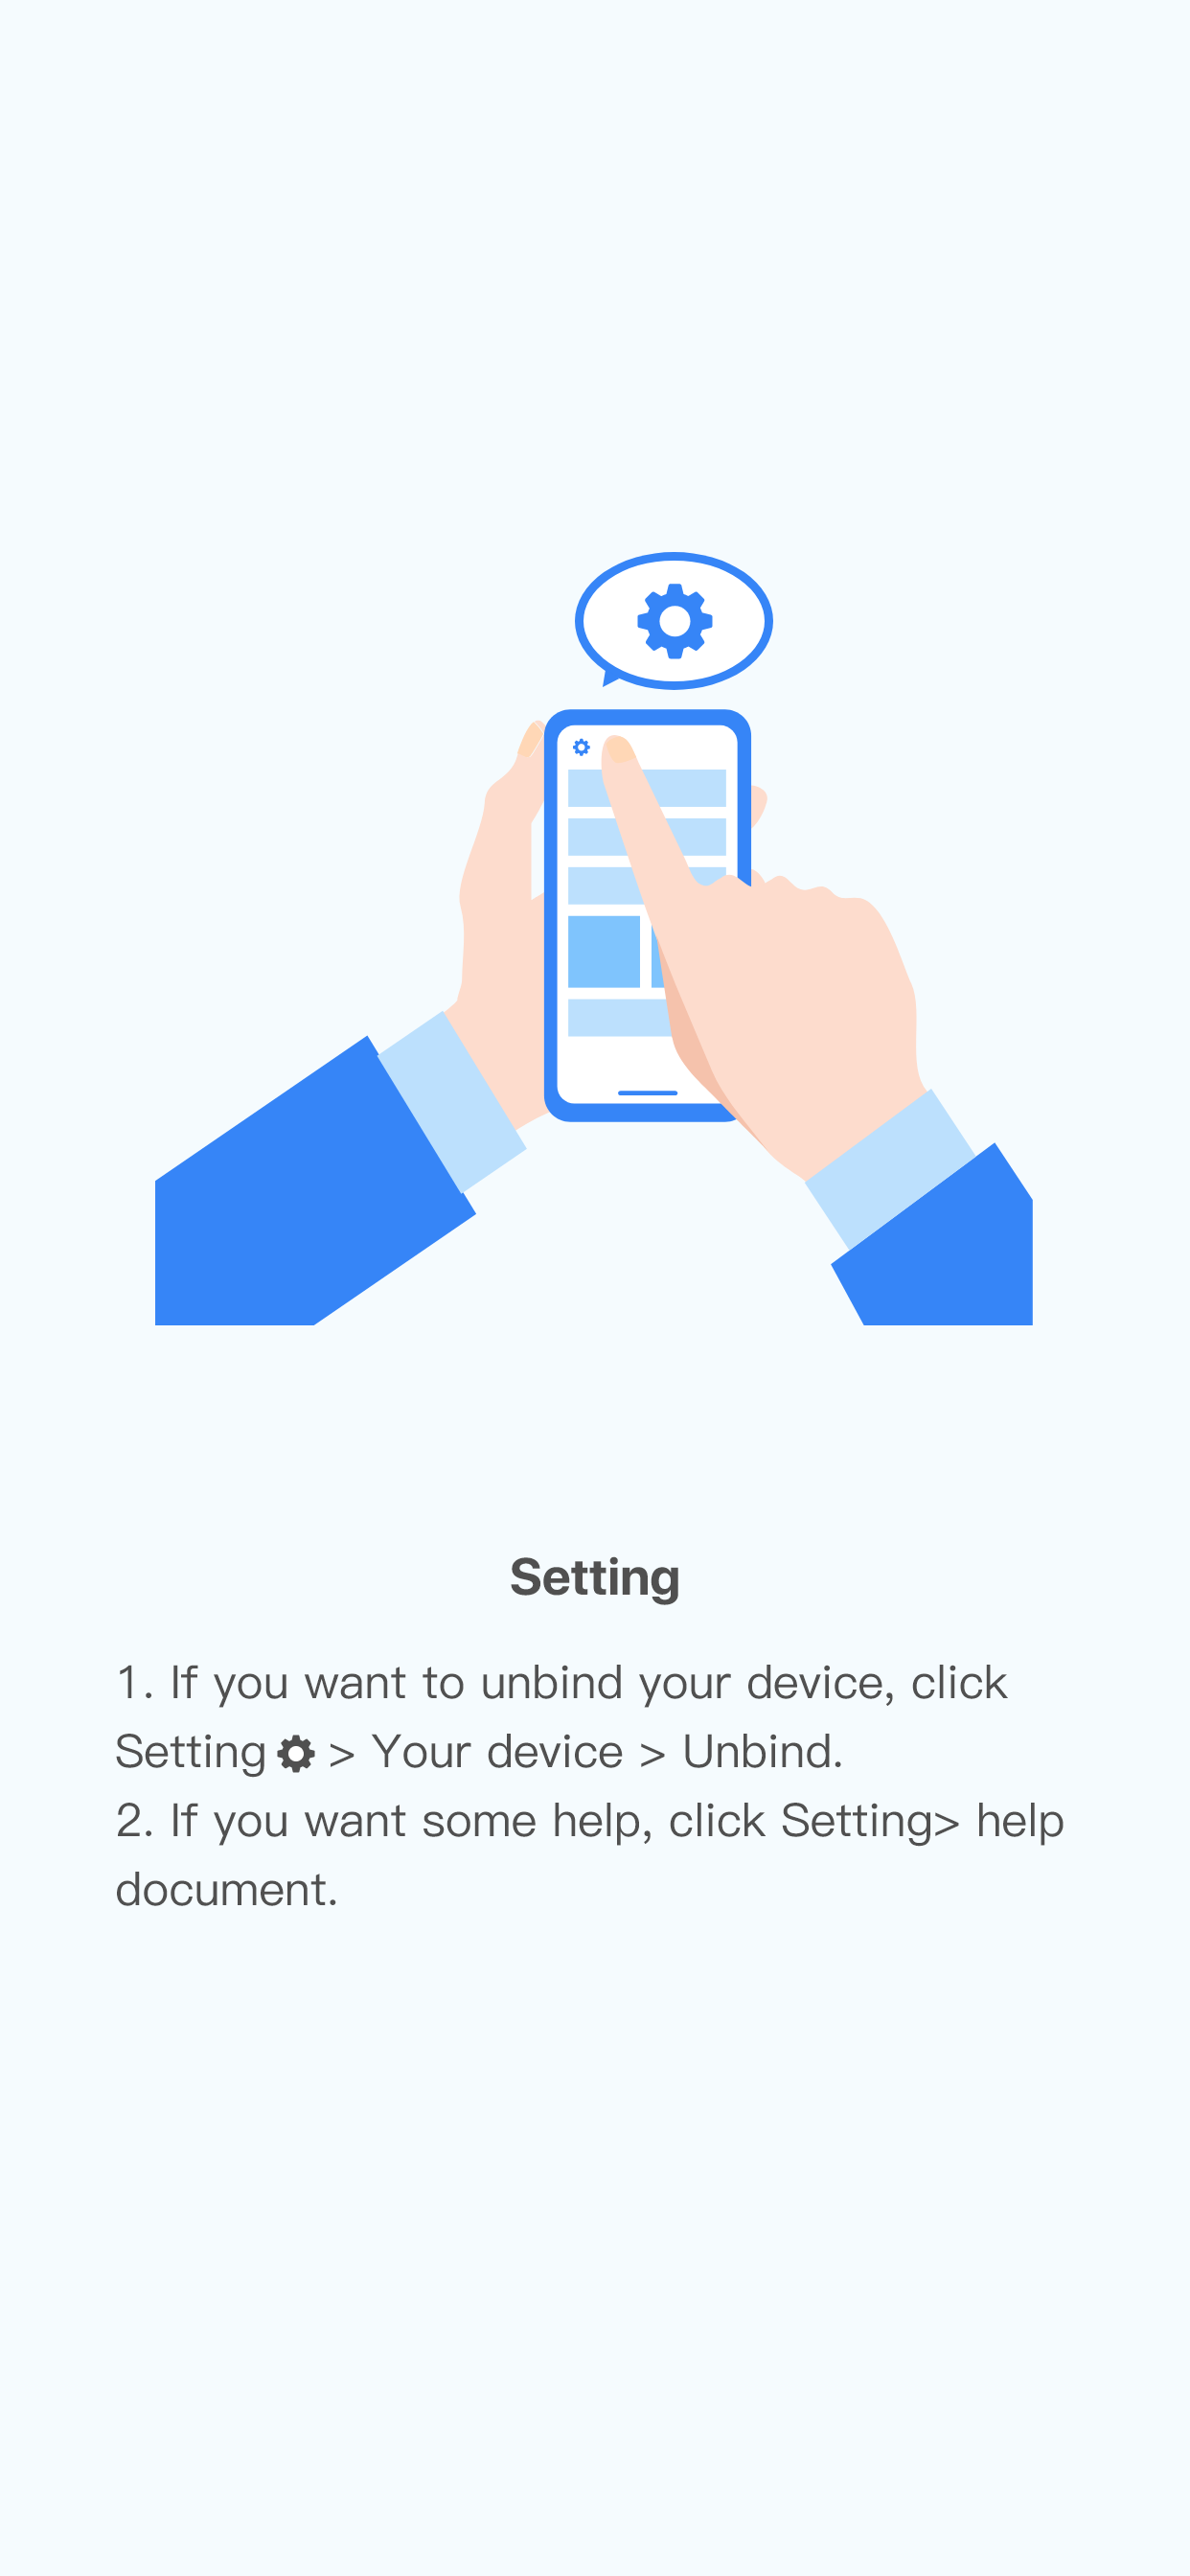 Setting
1. If you want to unbind your device, click
Setting > Your device > Unbind.
2. If you want some help, click Setting> help
document.